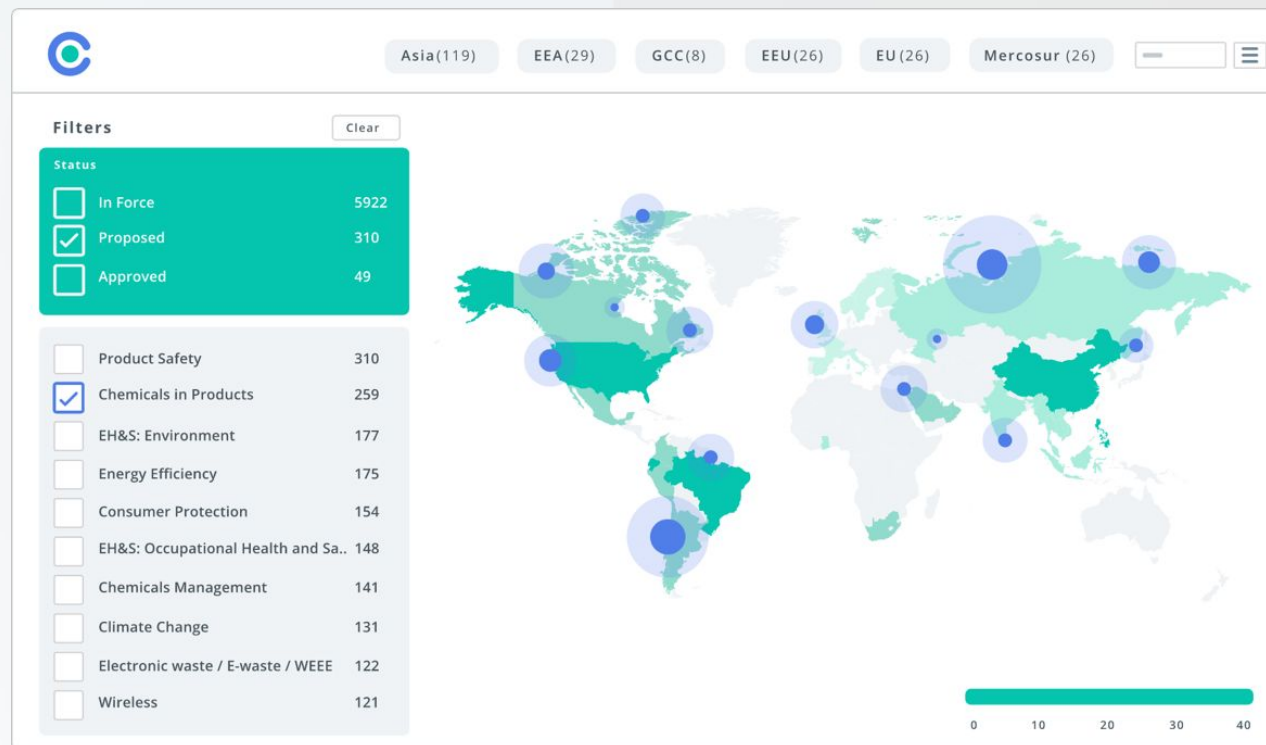 Asia(119) EEA(29) GCC(8) EEU(26) EU(26) Mercosur (26)
Filters Clear
Status
In Force 5922
Proposed 310
Approved 49
Product Safety 310
Chemicals in Products 259
EH&S: Environment 177
Energy Efficiency 175
Consumer Protection 154
EH&S: Occupational Health and Sa.. 148
Chemicals Management 141
Climate Change 131
Electronic waste / E-waste / WEEE 122
Wireless 121
0 10 20 30 40